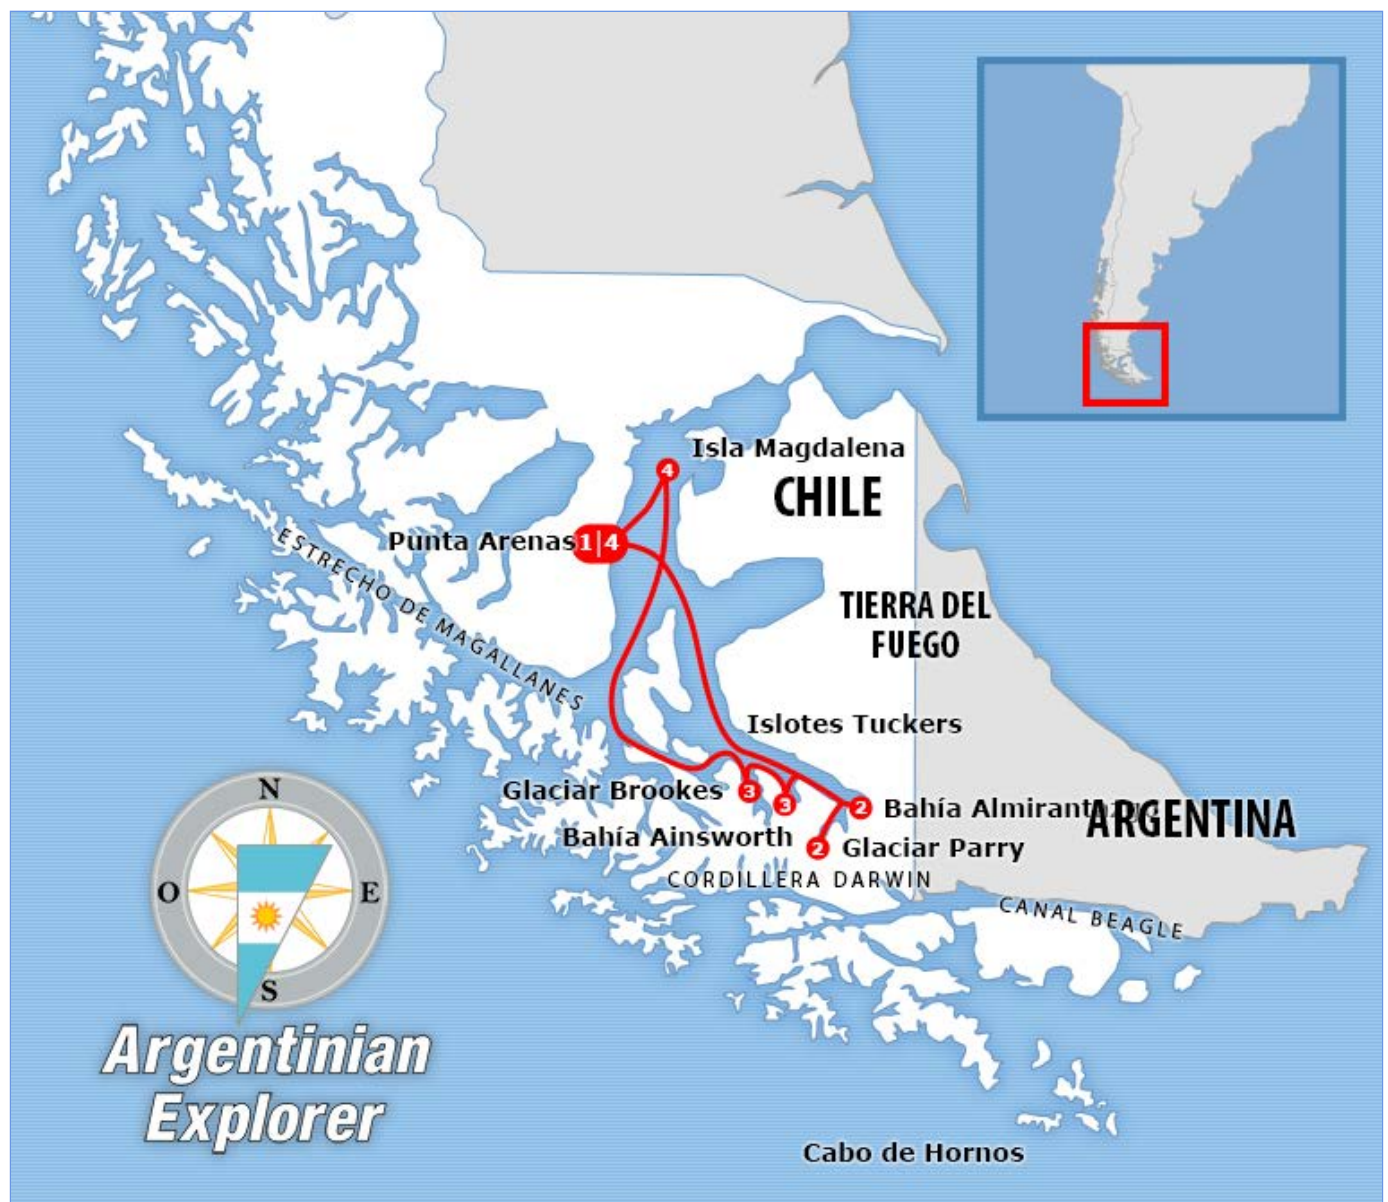 Isla Magdalena
4
CHILE
Punta Arenas
1|4
ESTRECHO DE MAGALLANES
TIERRA DEL
FUEGO
Islotes Tuckers
Glaciar Brookes
3
3
2
Bahía
ARGENTINA
Bahía Ainsworth
2
Glaciar Parry
CORDILLERA DARWIN
CANAL BEAGLE
N
O
E
S
Argentinian
Explorer
Cabo de Hornos